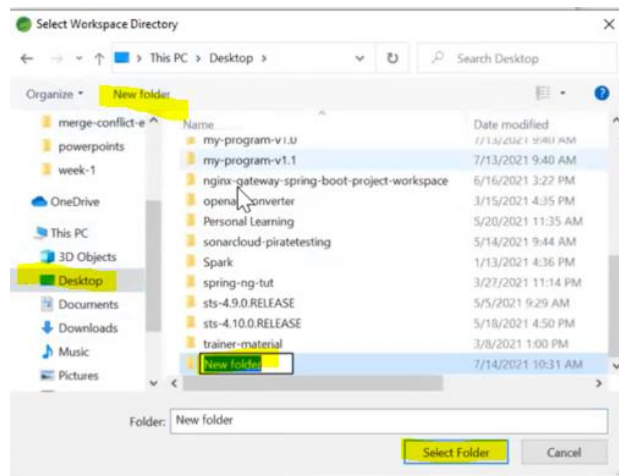 Select Workspace Directory
This PC > Desktop >
Search Desktop
Organize
New folder
merge-conflict-e
powerpoints
week-1
OneDrive
This PC
3D Objects
Desktop
Documents
Downloads
Music
Pictures
Name
Date modified
my-program-v1.0 7/13/2021 9:40 AM
my-program-v1.1 7/13/2021 9:40 AM
nginx-gateway-spring-boot-project-workspace 6/16/2021 3:22 PM
3/15/2021 4:35 PM
Personal Learning 5/20/2021 11:35 AM
sonarcloud-piratetesting 5/14/2021 9:44 AM
Spark 1/13/2021 4:36 PM
spring-ng-tut 3/27/2021 11:14 PM
sts-4.9.0.RELEASE 5/5/2021 9:29 AM
sts-4.10.0.RELEASE 5/18/2021 4:50 PM
trainer-material 3/8/2021 1:00 PM
New folder 7/14/2021 10:31 AM
Folder: New folder
Select Folder
Cancel